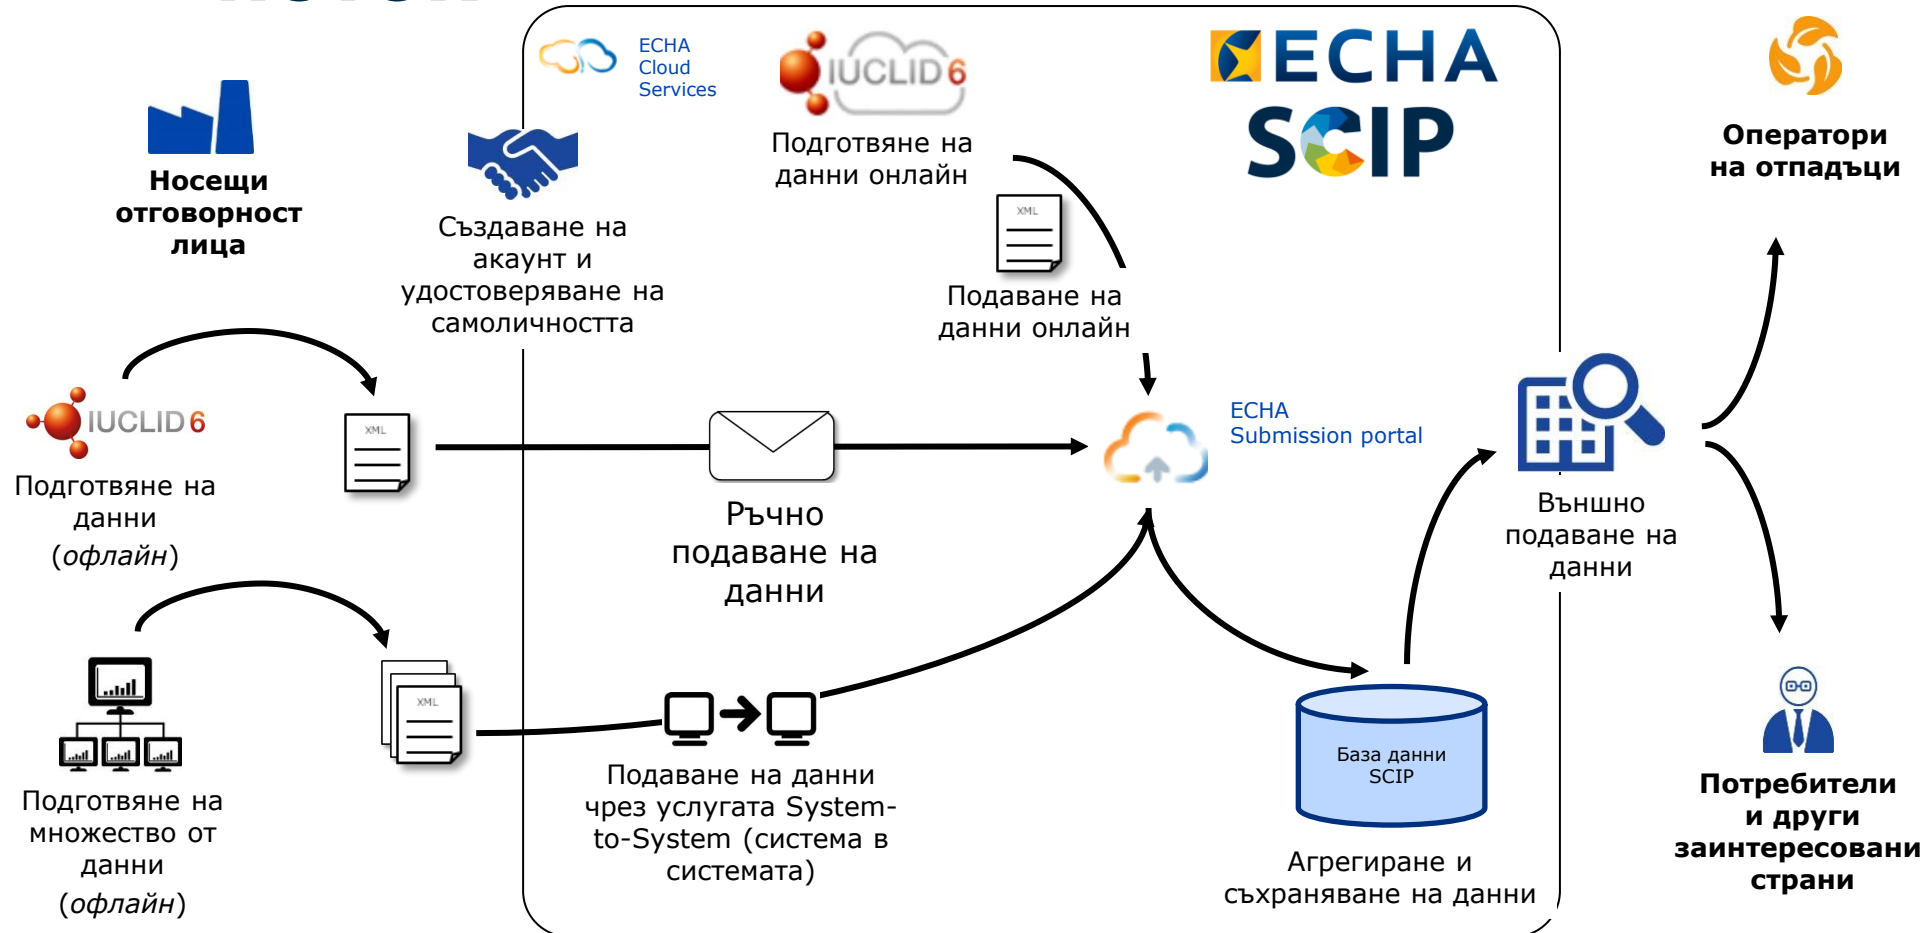 ECHA
Cloud
Services
IUCLID 6
ECHA
SCIP
Носещи
отговорност
лица
Създаване на
акаунт и
удостоверяване на
самоличността
Подготвяне на
данни онлайн
XML
Подаване на
данни онлайн
Оператори
на отпадъци
IUCLID 6
Подготвяне на
данни
(офлайн)
XML
Ръчно
подаване на
данни
ECHA
Submission portal
Външно
подаване на
данни
Подготвяне на
множество от
данни
(офлайн)
XML
Подаване на данни
чрез услугата System-
to-System (система в
системата)
База данни
SCIP
Агрегиране и
съхраняване на данни
Потребители
и други
заинтересовани
страни